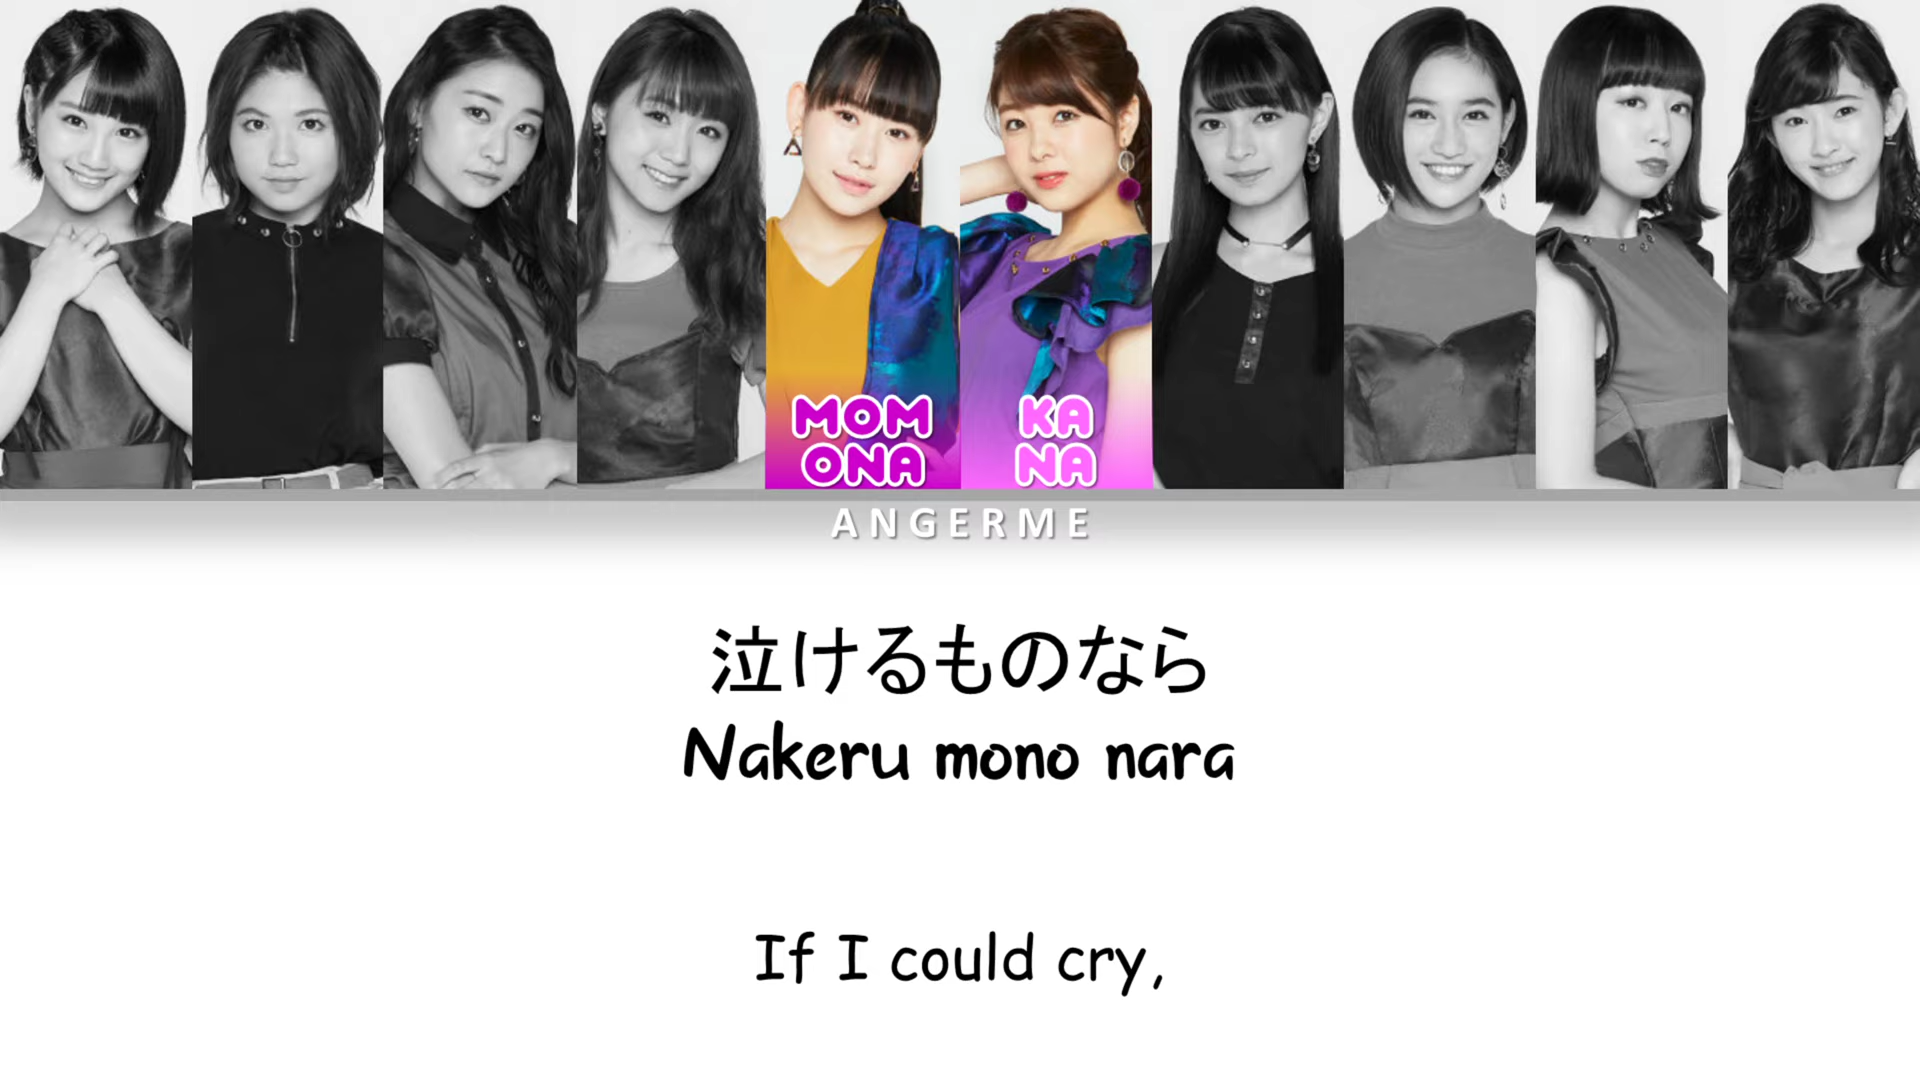 MOM
ONA
KA
NA
ANGERME
泣けるものなら
Nakeru mono nara
If I could cry,